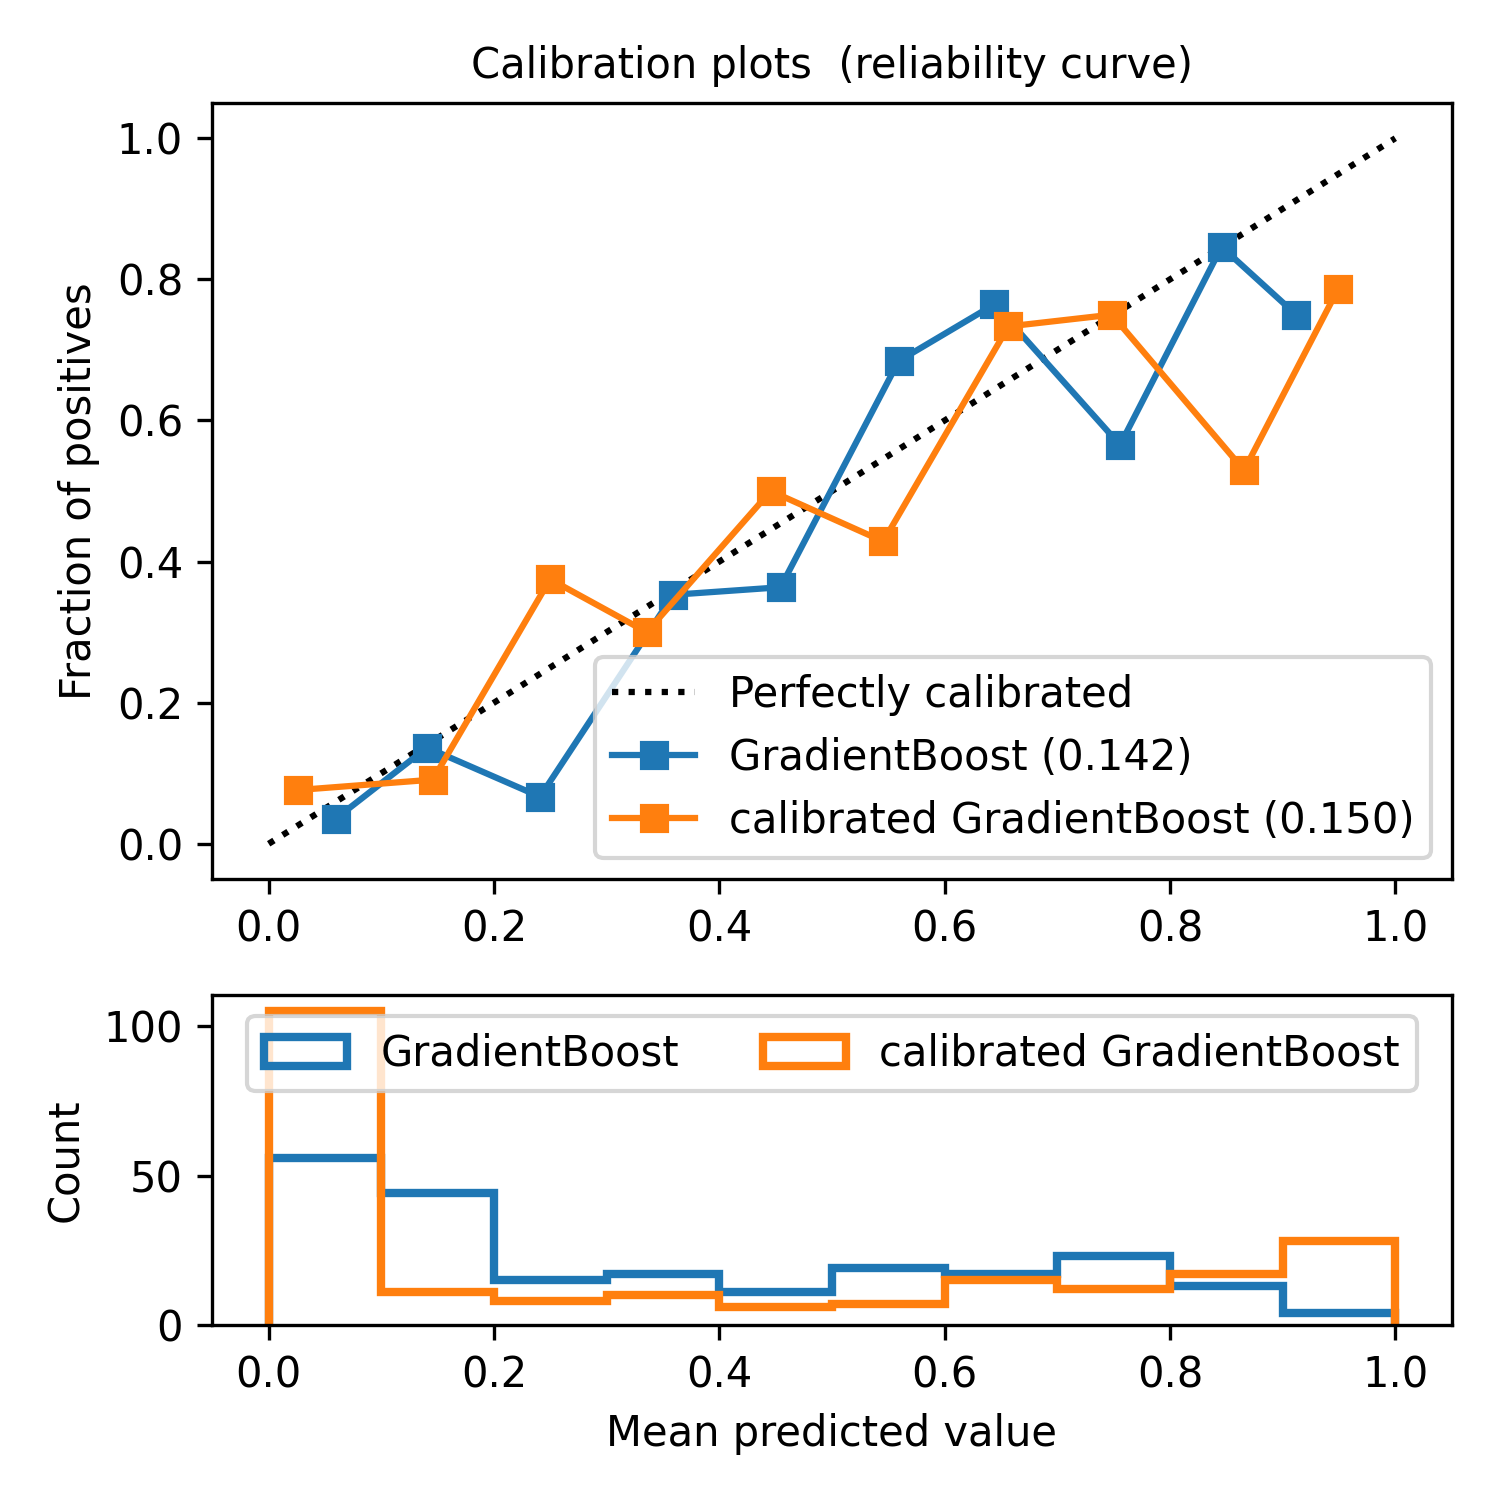 Calibration plots  (reliability curve)
1.0
0.8
0.6
0.4
0.2
0.0
Fraction of positives
Perfectly calibrated
GradientBoost (0.142)
calibrated GradientBoost (0.150)
0.0 0.2 0.4 0.6 0.8 1.0
100
50
0
Count
GradientBoost calibrated GradientBoost
0.0 0.2 0.4 0.6 0.8 1.0
Mean predicted value